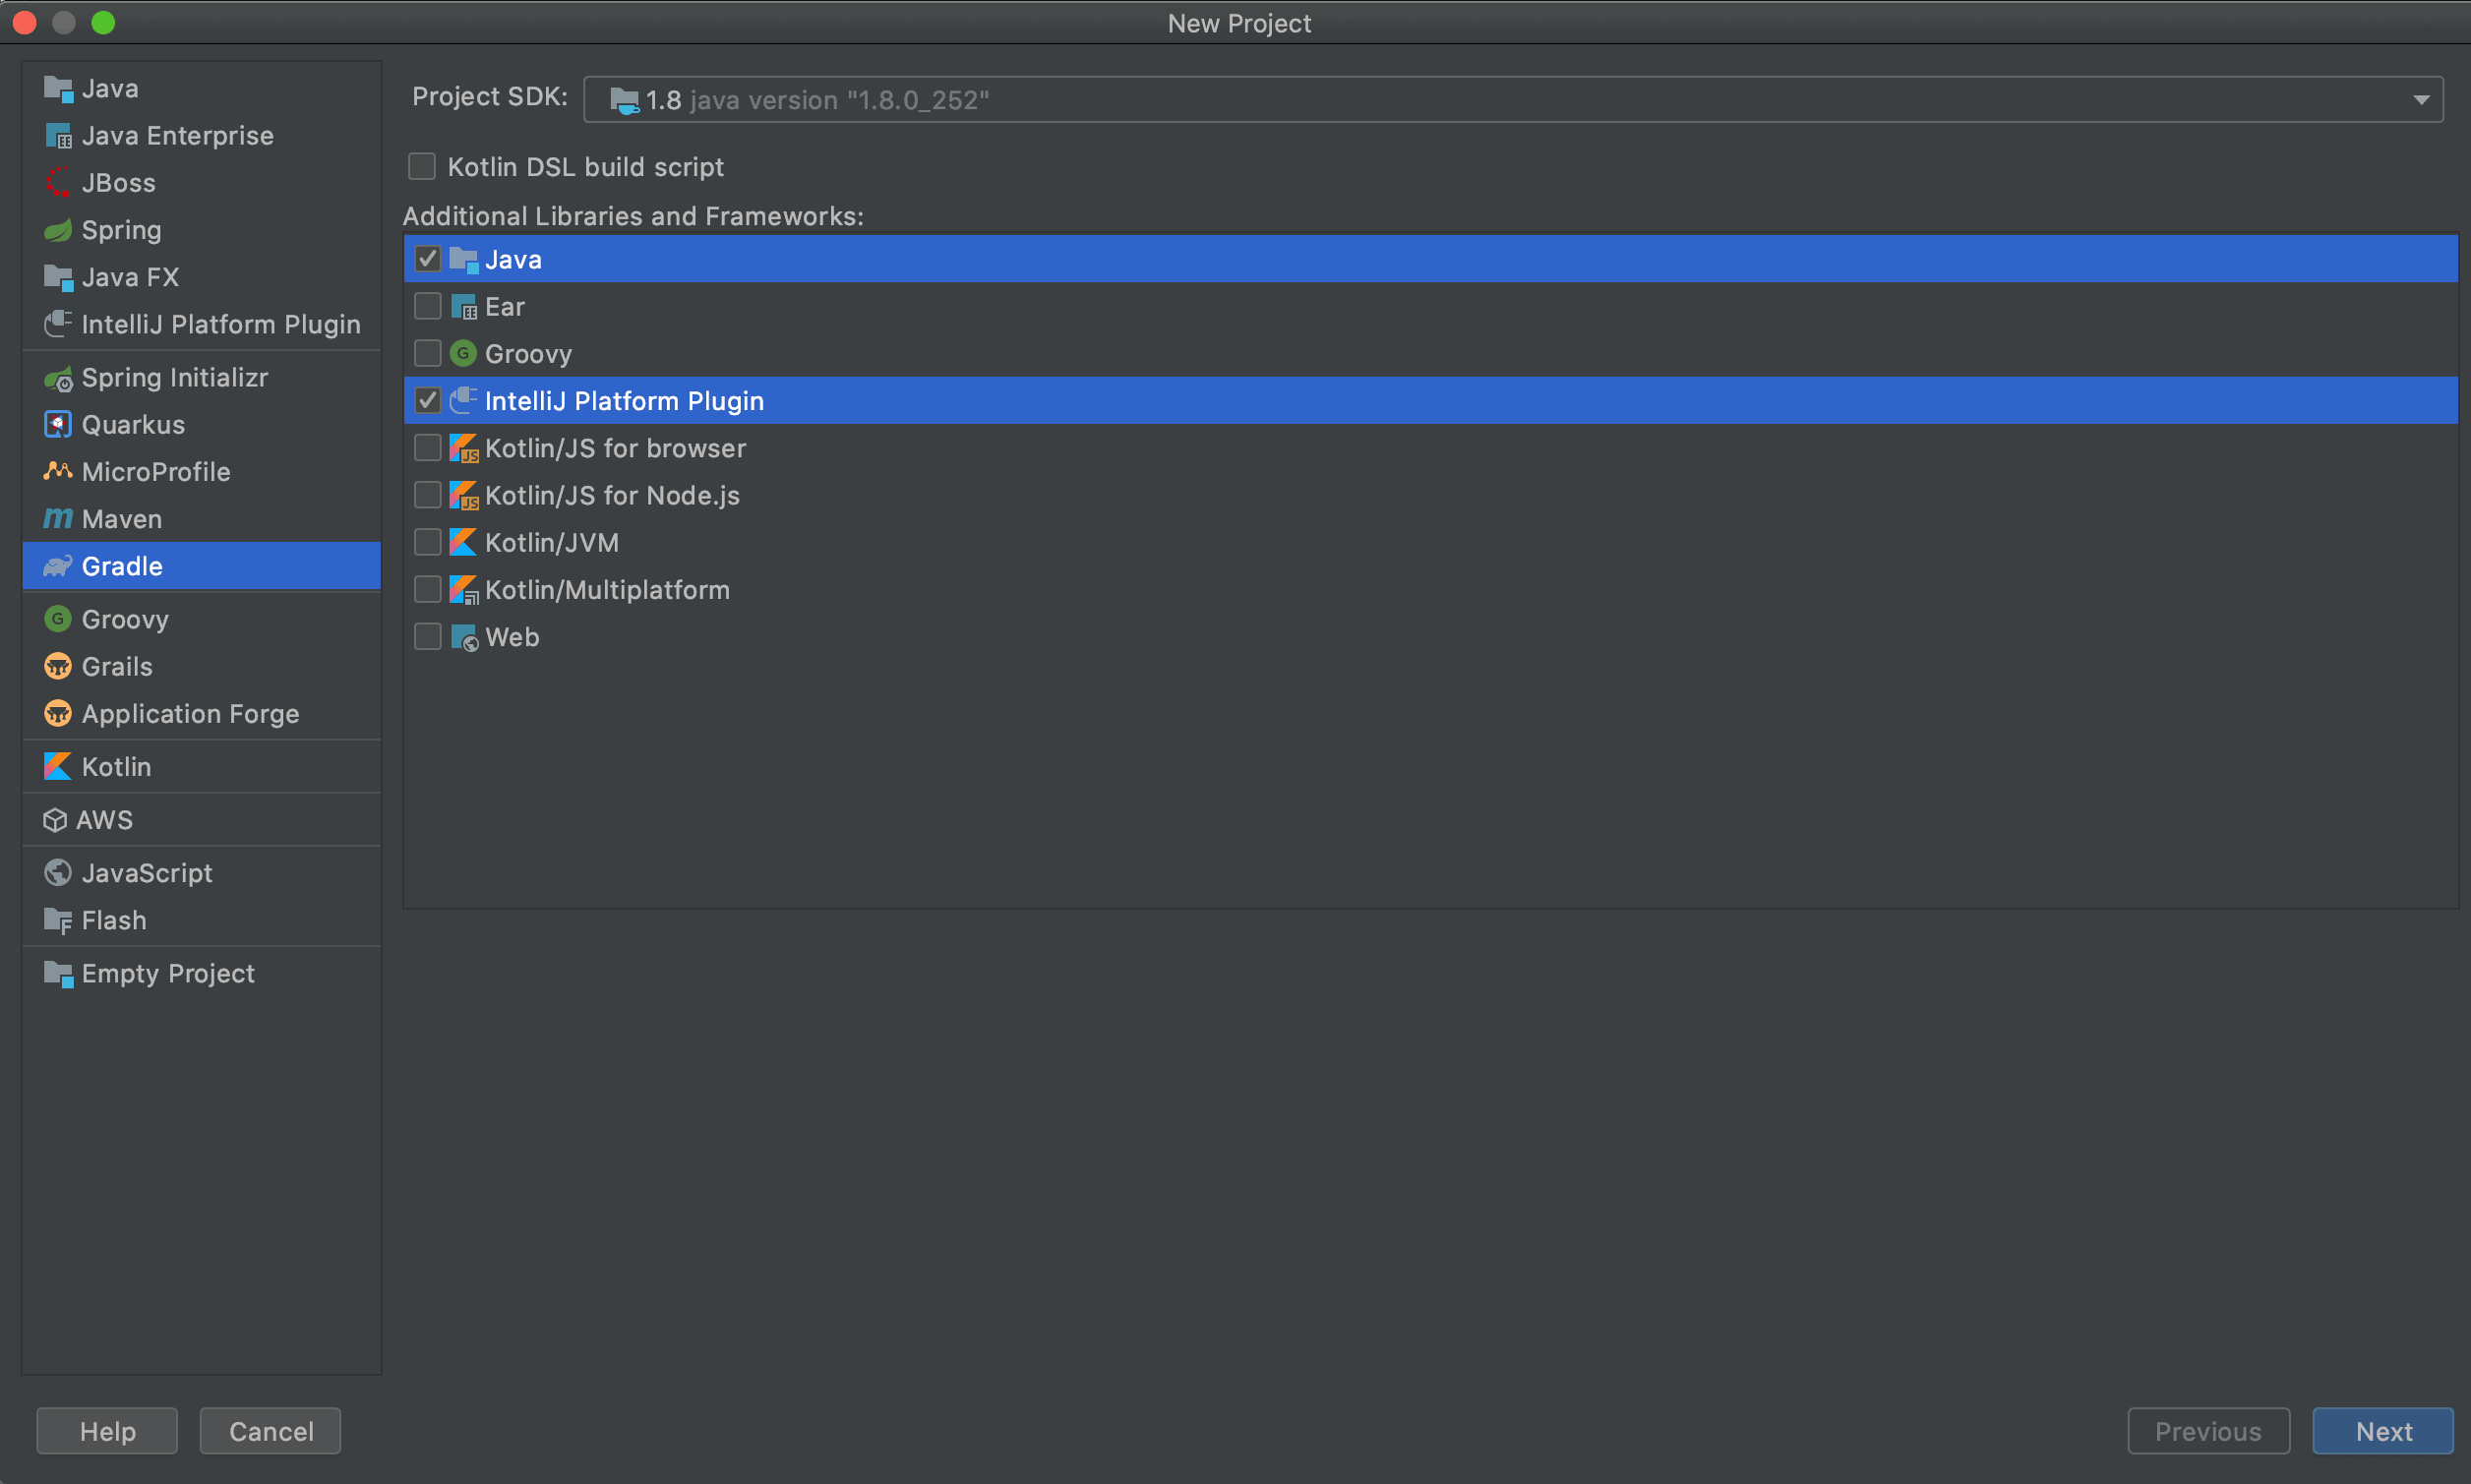 New Project
Java
Java Enterprise
JBoss
Spring
Java FX
IntelliJ Platform Plugin
Spring Initializr
Quarkus
MicroProfile
Maven
Gradle
Groovy
Grails
Application Forge
Kotlin
AWS
JavaScript
Flash
Empty Project
Project SDK: 1.8 java version "1.8.0_252"
Kotlin DSL build script
Additional Libraries and Frameworks:
Java
Ear
Groovy
IntelliJ Platform Plugin
Kotlin/JS for browser
Kotlin/JS for Node.js
Kotlin/JVM
Kotlin/Multiplatform
Web
Help Cancel Previous Next